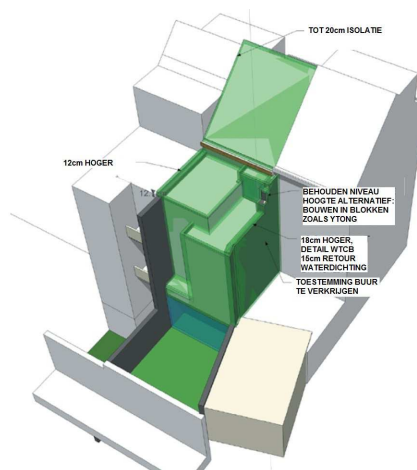 TOT 20cm ISOLATIE
12cm HOGER
12.
BEHOUDEN NIVEAU
HOOGTE ALTERNATIEF:
BOUWEN IN BLOKKEN
ZOALS YTONG
18cm HOGER,
DETAIL WTCB
15cm RETOUR
WATERDICHTING
TOESTEMMING BUUR
TE VERKRIJGEN